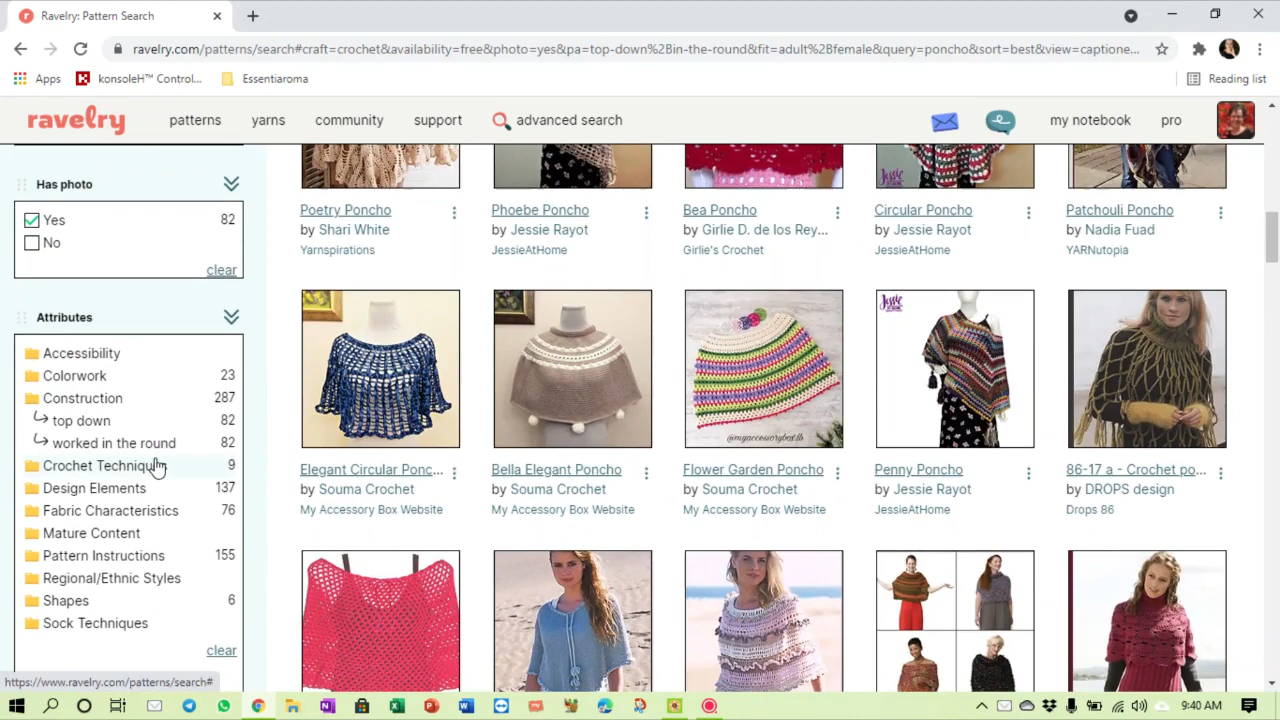 Ravelry: Pattern Search
ravelry.com/patterns/search#craft=crochet&availability=free&photo=yes&pa=top-down%2Bin-the-round&fit=adult%2Bfemale&query=poncho&sort=best&view=captione...
Apps konsoleH™ Control... Essentiaroma Reading list
ravelry patterns yarns community support advanced search my notebook pro
Has photo
Yes 82
No
clear
Attributes
Accessibility
Colorwork 23
Construction 287
top down 82
worked in the round 82
Crochet Techniqu 9
Design Elements 137
Fabric Characteristics 76
Mature Content
Pattern Instructions 155
Regional/Ethnic Styles
Shapes 6
Sock Techniques
clear
https://www.ravelry.com/patterns/search#
Jessie
AtHome
Poetry Poncho
by Shari White
Yarnspirations
Phoebe Poncho
by Jessie Rayot
JessieAtHome
Bea Poncho
by Girlie D. de los Rey...
Girlie's Crochet
Circular Poncho
by Jessie Rayot
JessieAtHome
Patchouli Poncho
by Nadia Fuad
YARNutopia
@myaccessorybox.lb
Jessie
AtHome
Elegant Circular Ponc...
by Souma Crochet
My Accessory Box Website
Bella Elegant Poncho
by Souma Crochet
My Accessory Box Website
Flower Garden Poncho
by Souma Crochet
My Accessory Box Website
Penny Poncho
by Jessie Rayot
JessieAtHome
86-17 a - Crochet po...
by DROPS design
Drops 86
9:40 AM